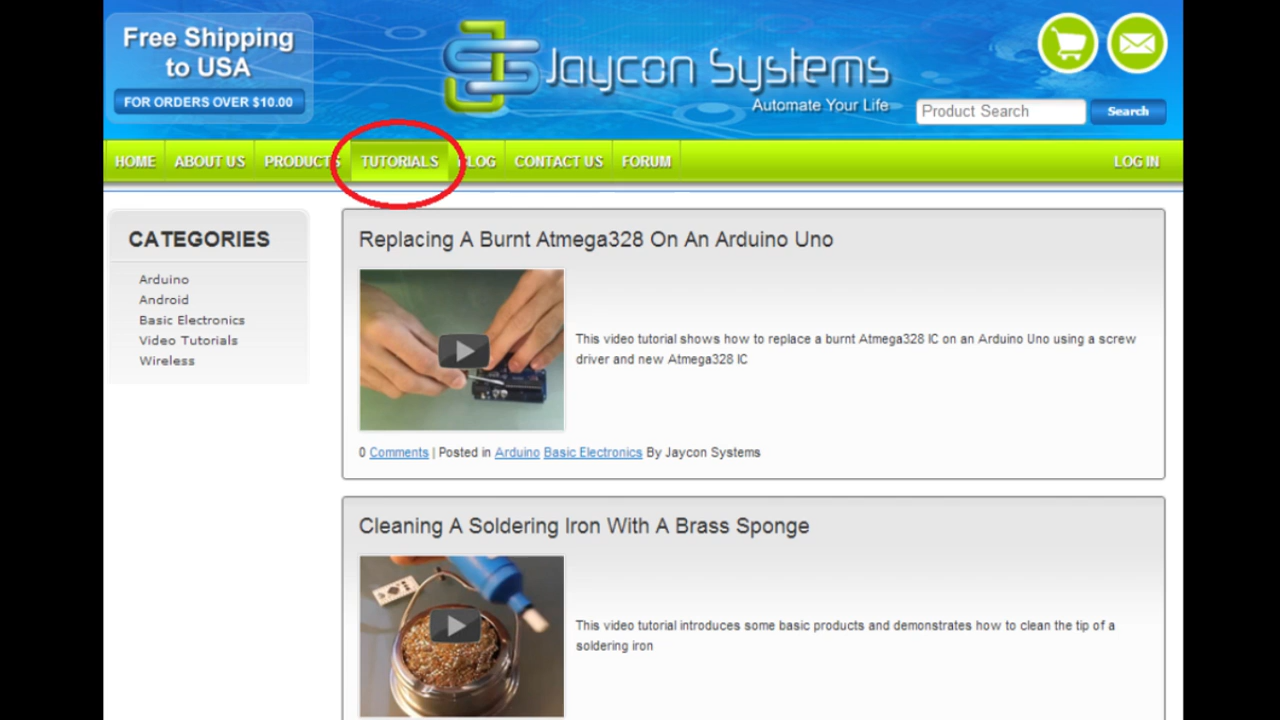 Free Shipping
to USA
FOR ORDERS OVER $10.00
Jaycon Systems
Automate Your Life
Product Search
Search
HOME ABOUT US PRODUCTS TUTORIALS BLOG CONTACT US FORUM LOG IN
CATEGORIES
Arduino
Android
Basic Electronics
Video Tutorials
Wireless
Replacing A Burnt Atmega328 On An Arduino Uno
This video tutorial shows how to replace a burnt Atmega328 IC on an Arduino Uno using a screw
driver and new Atmega328 IC
0 Comments | Posted in Arduino Basic Electronics By Jaycon Systems
Cleaning A Soldering Iron With A Brass Sponge
This video tutorial introduces some basic products and demonstrates how to clean the tip of a
soldering iron